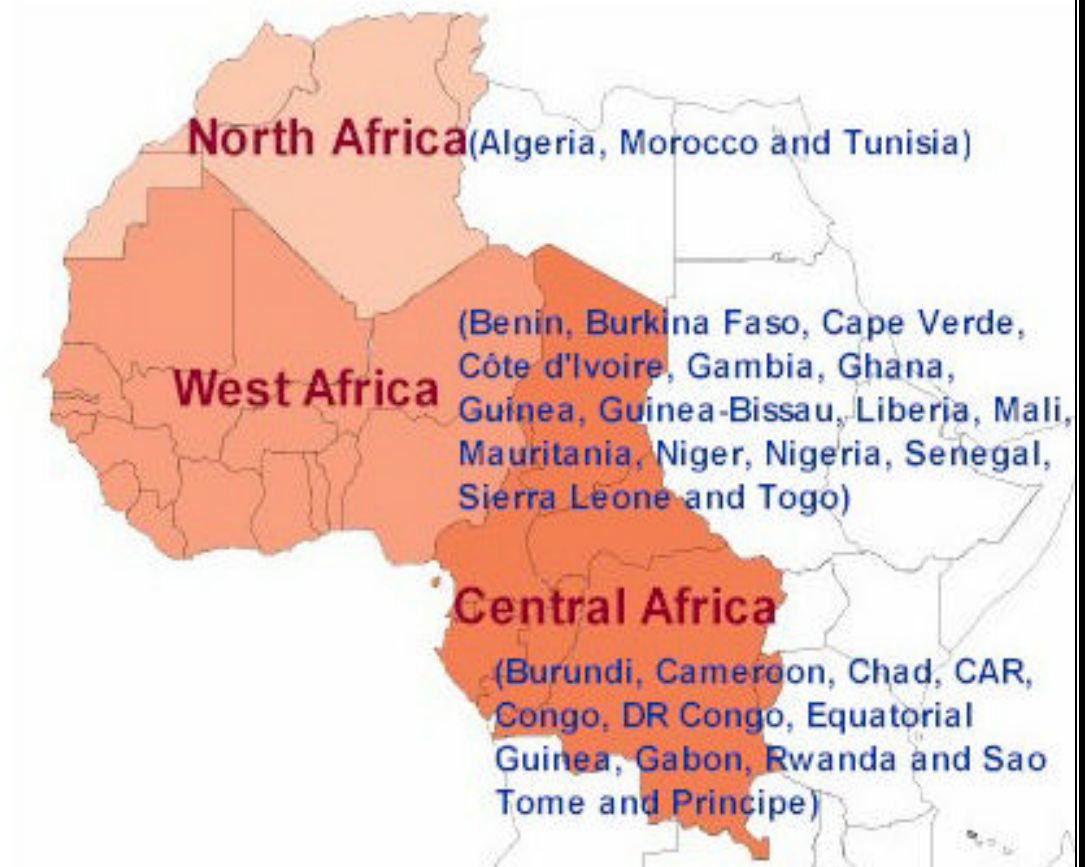 North Africa(Algeria, Morocco and Tunisia)
West Africa
(Benin, Burkina Faso, Cape Verde,
Côte d'Ivoire, Gambia, Ghana,
Guinea, Guinea-Bissau, Liberia, Mali,
Mauritania, Niger, Nigeria, Senegal,
Sierra Leone and Togo)
Central Africa
(Burundi, Cameroon, Chad, CAR,
Congo, DR Congo, Equatorial
Guinea, Gabon, Rwanda and Sao
Tome and Principe)